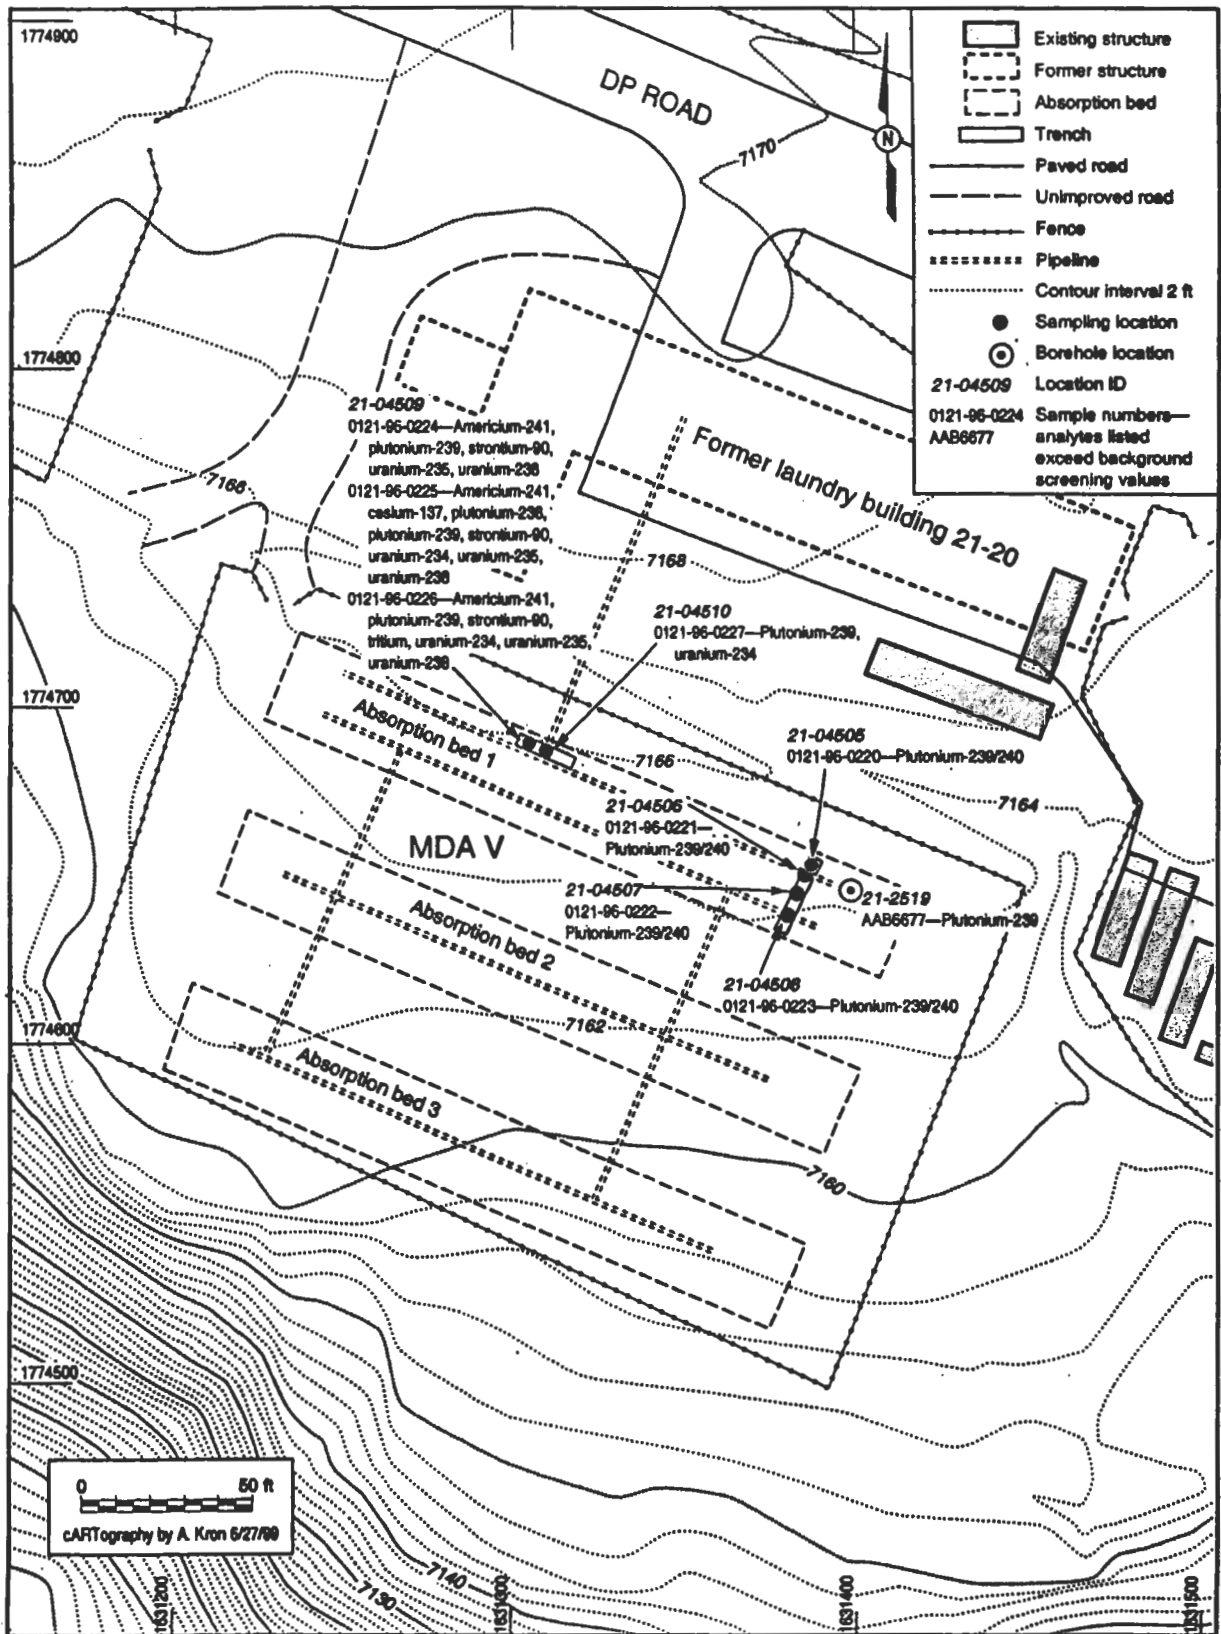 1774900
DP ROAD
7170
N
Existing structure
Former structure
Absorption bed
Trench
Paved road
Unimproved road
Fence
Pipeline
Contour interval 2 ft
Sampling location
Borehole location
21-04509 Location ID
0121-96-0224 Sample numbers—
AAB6677 analytes listed
exceed background
screening values
1774800
21-04509
0121-96-0224—Americium-241,
plutonium-239, strontium-90,
uranium-235, uranium-238
0121-96-0225—Americium-241,
cesium-137, plutonium-238,
plutonium-239, strontium-90,
uranium-234, uranium-235,
uranium-238
0121-96-0226—Americium-241,
plutonium-239, strontium-90,
tritium, uranium-234, uranium-235,
uranium-238
Former laundry building 21-20
7166
7168
21-04510
0121-96-0227—Plutonium-239,
uranium-234
1774700
Absorption bed 1
7166
21-04505
0121-96-0220—Plutonium-239/240
7164
21-04506
0121-96-0221—
Plutonium-239/240
MDA V
21-04507
0121-96-0222—
Plutonium-239/240
21-2519
AAB6677—Plutonium-239
Absorption bed 2
21-04508
0121-96-0223—Plutonium-239/240
7162
1774600
Absorption bed 3
7160
1774500
0 50 ft
cARTography by A. Kron 6/27/99
7140
7130
1631200
1631300
1631400
1631500